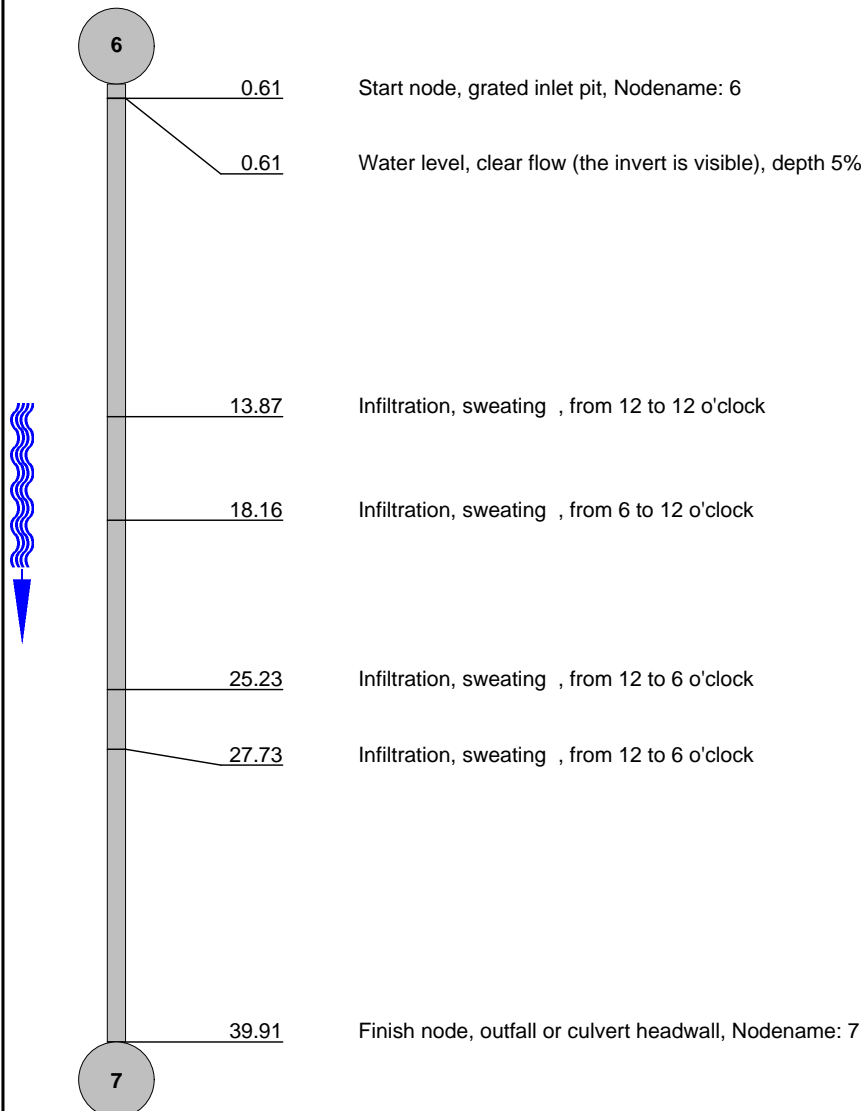 6
0.61 Start node, grated inlet pit, Nodename: 6
0.61 Water level, clear flow (the invert is visible), depth 5%
13.87 Infiltration, sweating , from 12 to 12 o'clock
18.16 Infiltration, sweating , from 6 to 12 o'clock
25.23 Infiltration, sweating , from 12 to 6 o'clock
27.73 Infiltration, sweating , from 12 to 6 o'clock
39.91 Finish node, outfall or culvert headwall, Nodename: 7
7